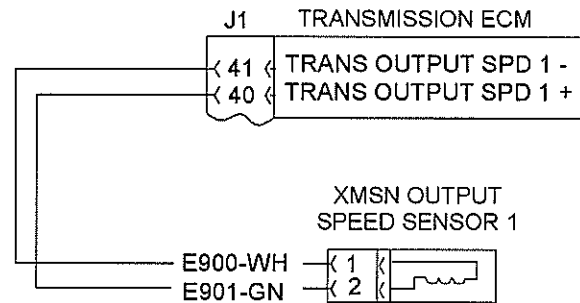 J1 TRANSMISSION ECM
41 TRANS OUTPUT SPD 1 -
40 TRANS OUTPUT SPD 1 +
XMSN OUTPUT
SPEED SENSOR 1
E900-WH 1
E901-GN 2